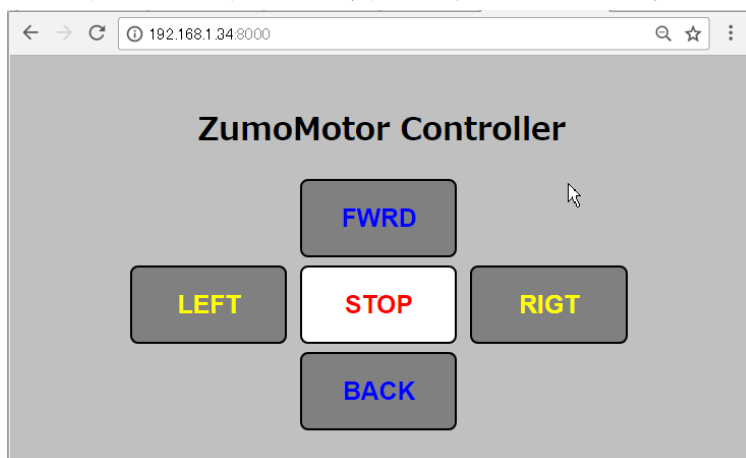 192.168.1.34:8000
ZumoMotor Controller
FWRD
LEFT STOP RIGT
BACK